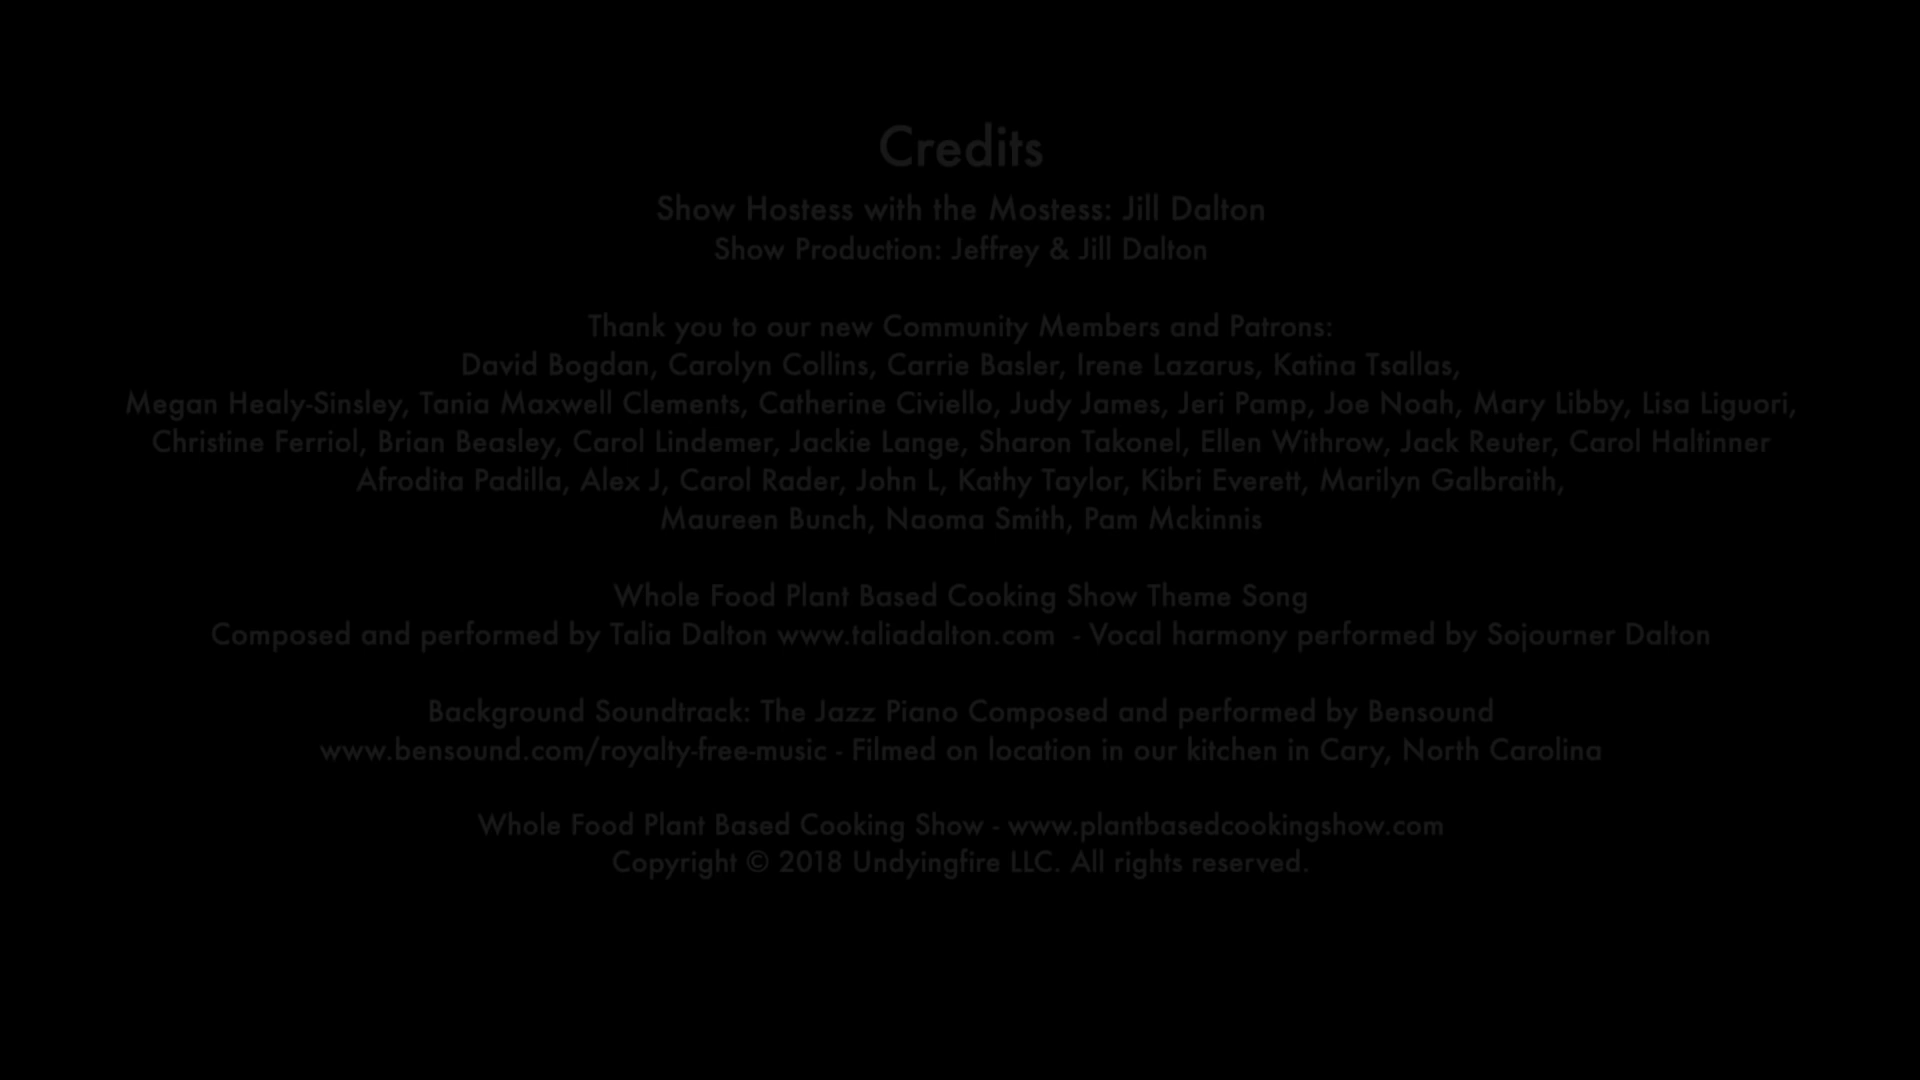 Credits
Show Hostess with the Mostess: Jill Dalton
Show Production: Jeffrey & Jill Dalton
Thank you to our new Community Members and Patrons:
David Bogdan, Carolyn Collins, Carrie Basler, Irene Lazarus, Katina Tsallas,
Megan Healy-Sinsley, Tania Maxwell Clements, Catherine Civiello, Judy James, Jeri Pamp, Joe Noah, Mary Libby, Lisa Liguori,
Christine Ferriol, Brian Beasley, Carol Lindemer, Jackie Lange, Sharon Takonel, Ellen Withrow, Jack Reuter, Carol Haltinner
Afrodita Padilla, Alex J, Carol Rader, John L, Kathy Taylor, Kibri Everett, Marilyn Galbraith,
Maureen Bunch, Naoma Smith, Pam Mckinnis
Whole Food Plant Based Cooking Show Theme Song
Composed and performed by Talia Dalton www.taliadalton.com - Vocal harmony performed by Sojourner Dalton
Background Soundtrack: The Jazz Piano Composed and performed by Bensound
www.bensound.com/royalty-free-music - Filmed on location in our kitchen in Cary, North Carolina
Whole Food Plant Based Cooking Show - www.plantbasedcookingshow.com
Copyright © 2018 Undyingfire LLC. All rights reserved.